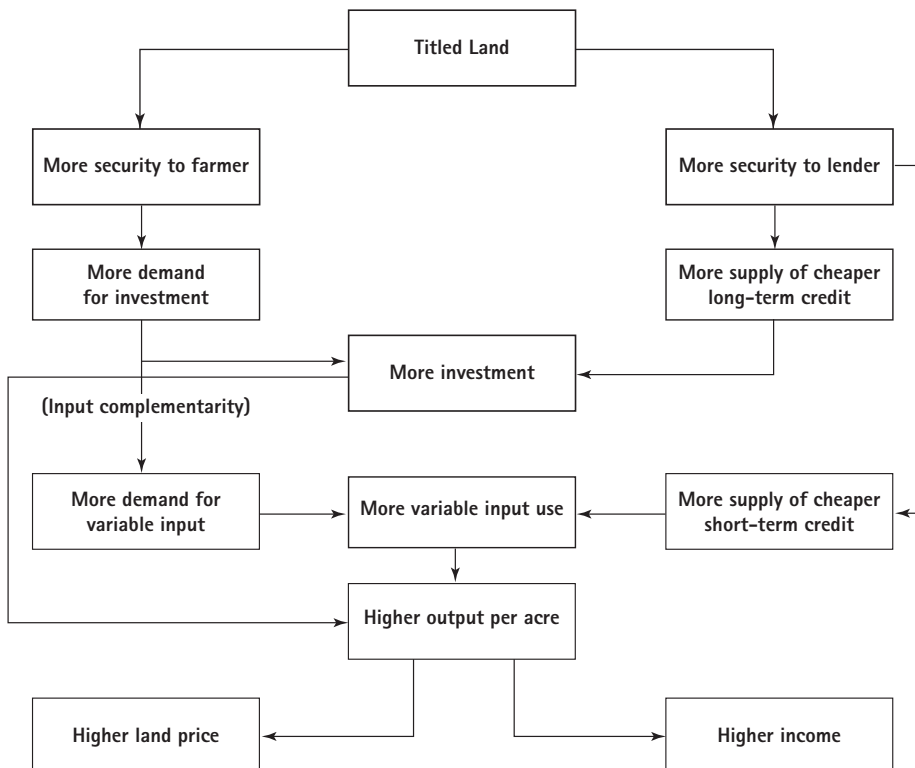 Titled Land
More security to farmer
More security to lender
More demand
for investment
More supply of cheaper
long-term credit
More investment
(Input complementarity)
More demand for
variable input
More variable input use
More supply of cheaper
short-term credit
Higher output per acre
Higher land price
Higher income